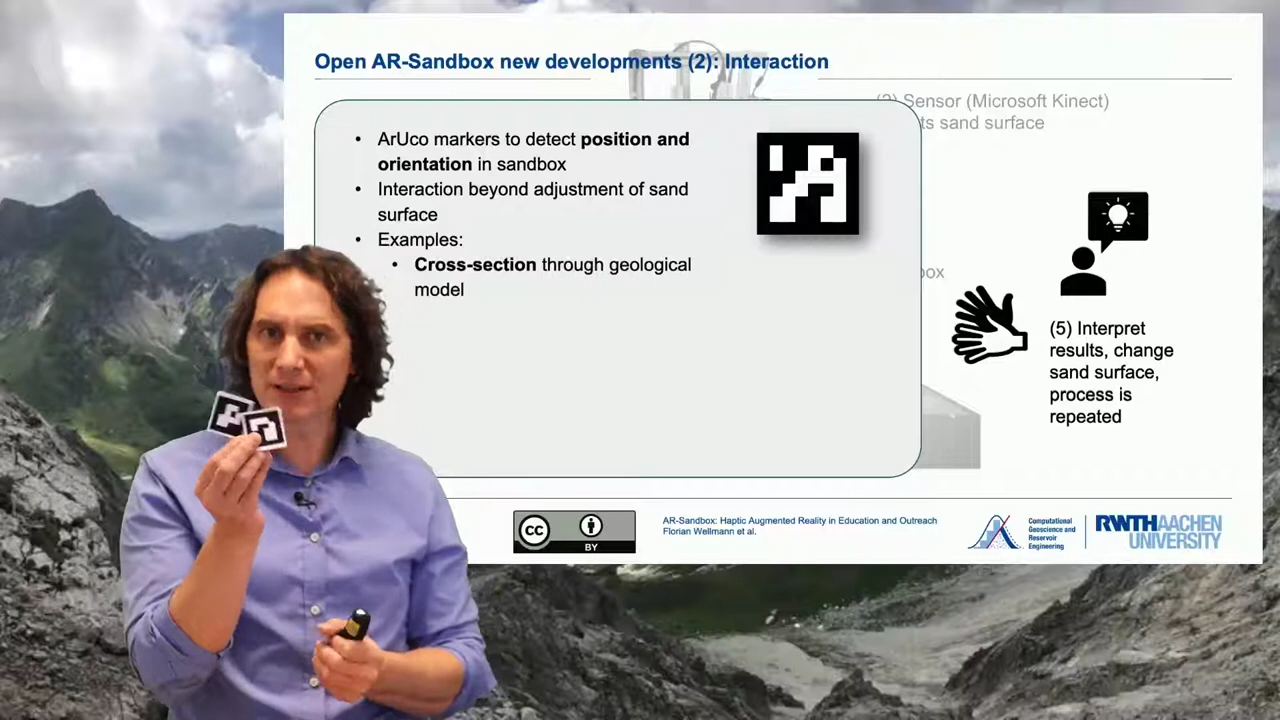 Open AR-Sandbox new developments (2): Interaction
Sensor (Microsoft Kinect)
sand surface
• ArUco markers to detect position and
orientation in sandbox
• Interaction beyond adjustment of sand
surface
• Examples:
• Cross-section through geological
model
(5) Interpret
results, change
sand surface,
process is
repeated
CC
BY
AR-Sandbox: Haptic Augmented Reality in Education and Outreach
Florian Wellmann et al.
Computational
Geoscience and
Reservoir
Engineering
RWTHAACHEN
UNIVERSITY